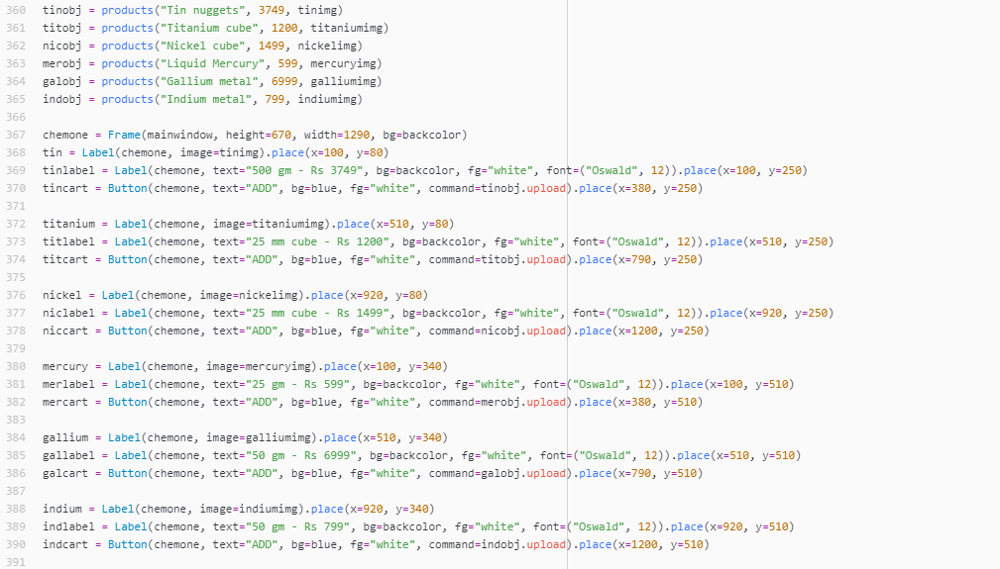 360 tinobj = products("Tin nuggets", 3749, tinimg)
361 titobj = products("Titanium cube", 1200, titaniumimg)
362 nicobj = products("Nickel cube", 1499, nickelimg)
363 merobj = products("Liquid Mercury", 599, mercuryimg)
364 galobj = products("Gallium metal", 6999, galliumimg)
365 indobj = products("Indium metal", 799, indiumimg)
366
367 chemone = Frame(mainwindow, height=670, width=1290, bg=backcolor)
368 tin = Label(chemone, image=tinimg).place(x=100, y=80)
369 tinlabel = Label(chemone, text="500 gm - Rs 3749", bg=backcolor, fg="white", font=("Oswald", 12)).place(x=100, y=250)
370 tincart = Button(chemone, text="ADD", bg=blue, fg="white", command=tinobj.upload).place(x=380, y=250)
371
372 titanium = Label(chemone, image=titaniumimg).place(x=510, y=80)
373 titlabel = Label(chemone, text="25 mm cube - Rs 1200", bg=backcolor, fg="white", font=("Oswald", 12)).place(x=510, y=250)
374 titcart = Button(chemone, text="ADD", bg=blue, fg="white", command=titobj.upload).place(x=790, y=250)
375
376 nickel = Label(chemone, image=nickelimg).place(x=920, y=80)
377 niclabel = Label(chemone, text="25 mm cube - Rs 1499", bg=backcolor, fg="white", font=("Oswald", 12)).place(x=920, y=250)
378 niccart = Button(chemone, text="ADD", bg=blue, fg="white", command=nicobj.upload).place(x=1200, y=250)
379
380 mercury = Label(chemone, image=mercuryimg).place(x=100, y=340)
381 merlabel = Label(chemone, text="25 gm - Rs 599", bg=backcolor, fg="white", font=("Oswald", 12)).place(x=100, y=510)
382 mercart = Button(chemone, text="ADD", bg=blue, fg="white", command=merobj.upload).place(x=380, y=510)
383
384 gallium = Label(chemone, image=galliumimg).place(x=510, y=340)
385 gallabel = Label(chemone, text="50 gm - Rs 6999", bg=backcolor, fg="white", font=("Oswald", 12)).place(x=510, y=510)
386 galcart = Button(chemone, text="ADD", bg=blue, fg="white", command=galobj.upload).place(x=790, y=510)
387
388 indium = Label(chemone, image=indiumimg).place(x=920, y=340)
389 indlabel = Label(chemone, text="50 gm - Rs 799", bg=backcolor, fg="white", font=("Oswald", 12)).place(x=920, y=510)
390 indcart = Button(chemone, text="ADD", bg=blue, fg="white", command=indobj.upload).place(x=1200, y=510)
391